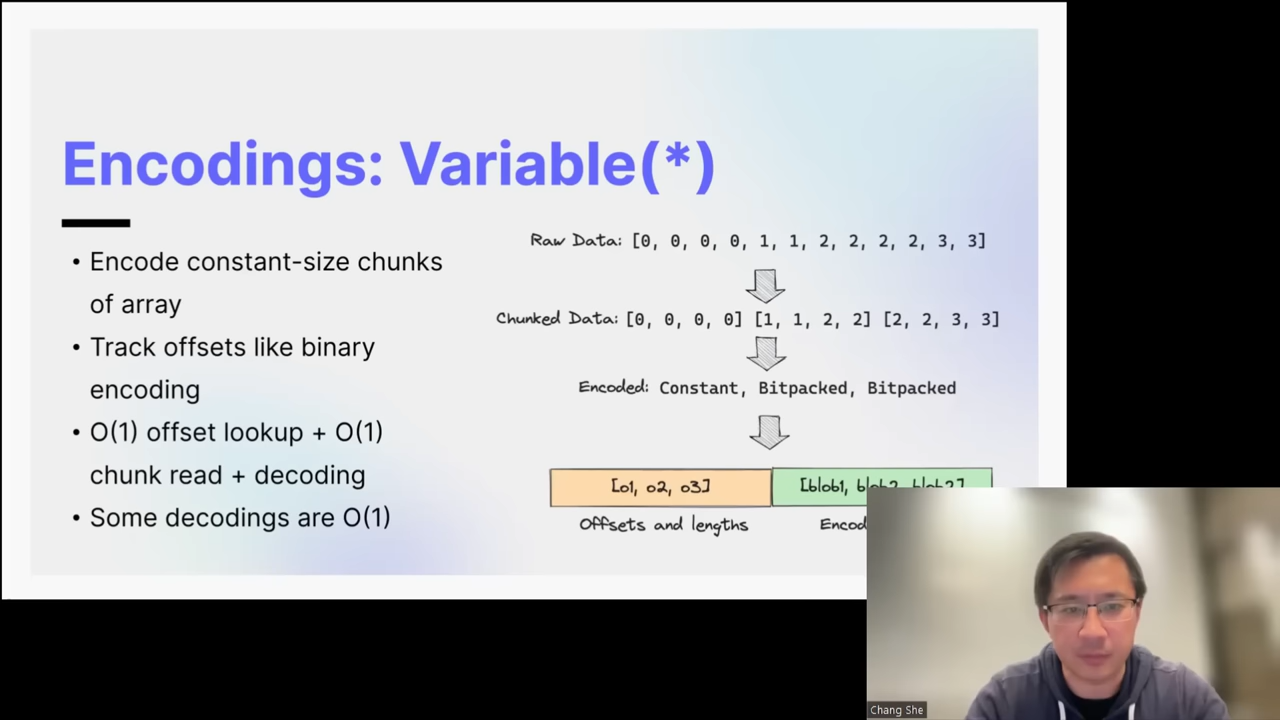 Encodings: Variable(*)
• Encode constant-size chunks
of array
• Track offsets like binary
encoding
• O(1) offset lookup + O(1)
chunk read + decoding
• Some decodings are O(1)
Raw Data: [0, 0, 0, 0, 1, 1, 2, 2, 2, 2, 3, 3]
Chunked Data: [0, 0, 0, 0] [1, 1, 2, 2] [2, 2, 3, 3]
Encoded: Constant, Bitpacked, Bitpacked
[o1, o2, o3] [blob1, blob2, blob2]
Offsets and lengths
Chang She